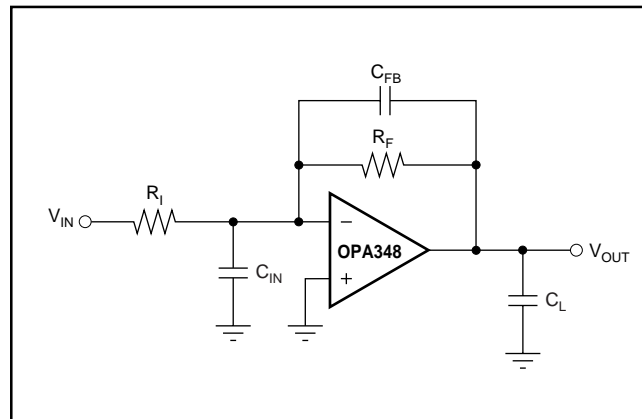 C_FB
R_F
R_I
V_IN
−
OPA348
V_OUT
C_IN
+
C_L